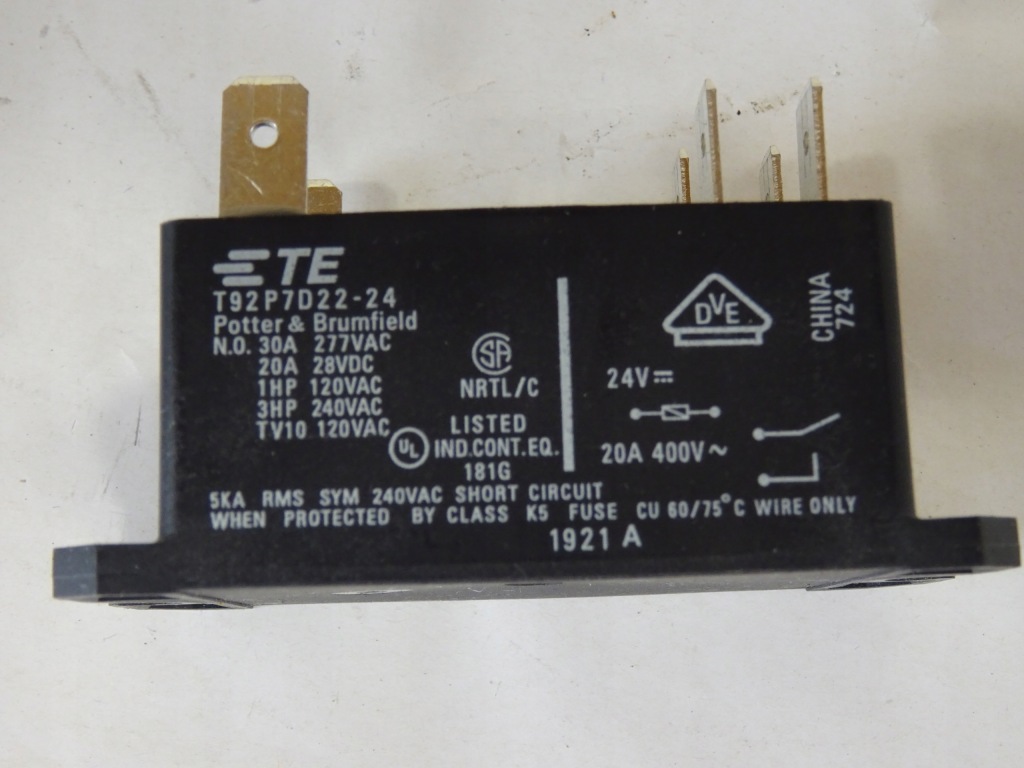 TE
T92P7D22-24
Potter & Brumfield
N.O. 30A 277VAC
20A 28VDC
1HP 120VAC
3HP 240VAC
TV10 120VAC
SA
NRTL/C
UL
LISTED
IND.CONT.EQ.
181G
DVE
CHINA
724
24V⎓
20A 400V~
5KA RMS SYM 240VAC SHORT CIRCUIT
WHEN PROTECTED BY CLASS K5 FUSE CU 60/75°C WIRE ONLY
1921 A